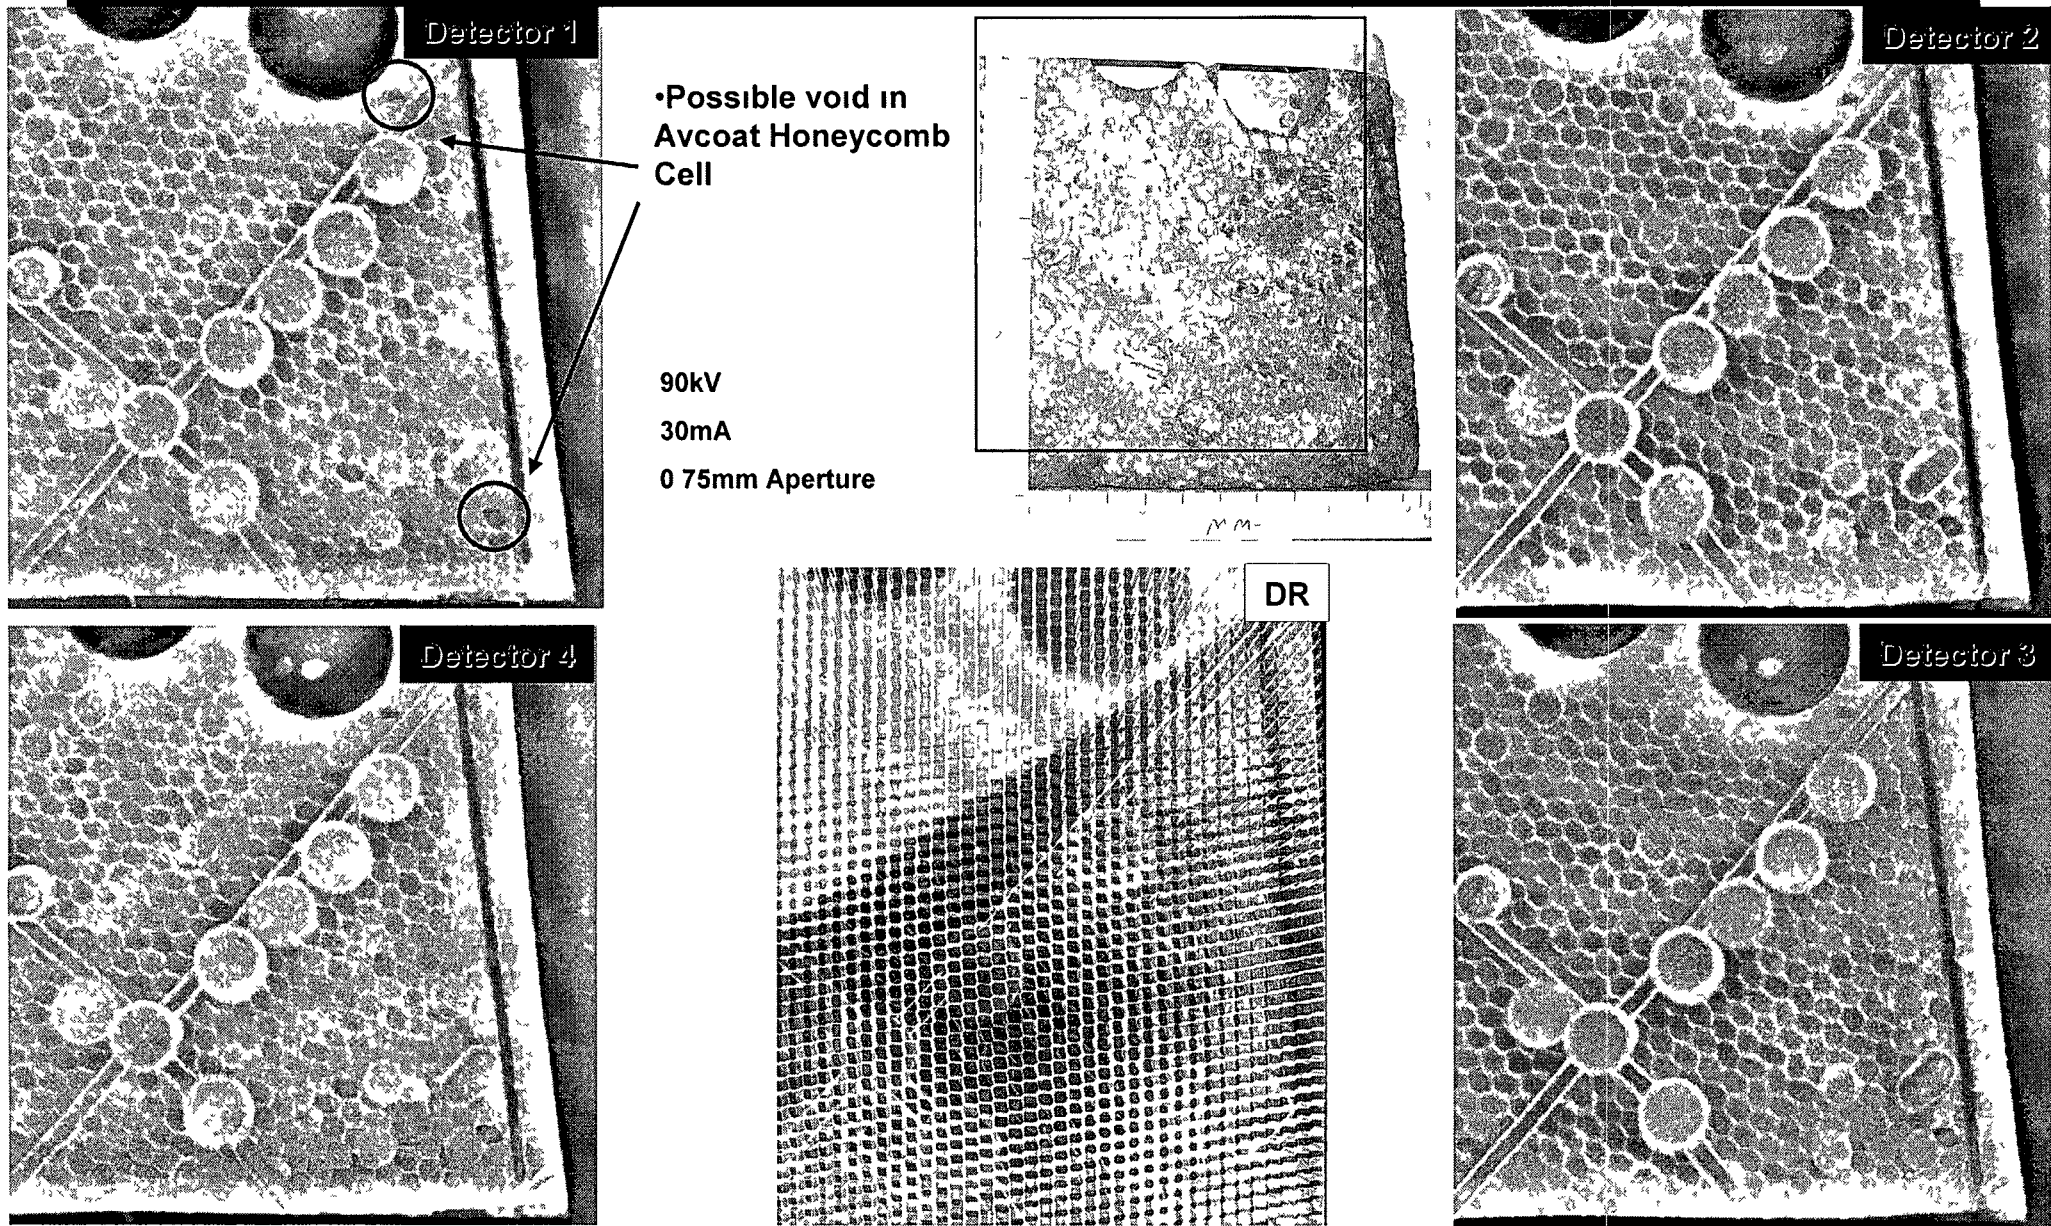 Detector 1
•Possible void in
Avcoat Honeycomb
Cell
90kV
30mA
0 75mm Aperture
MM-
Detector 2
DR
Detector 4
Detector 3